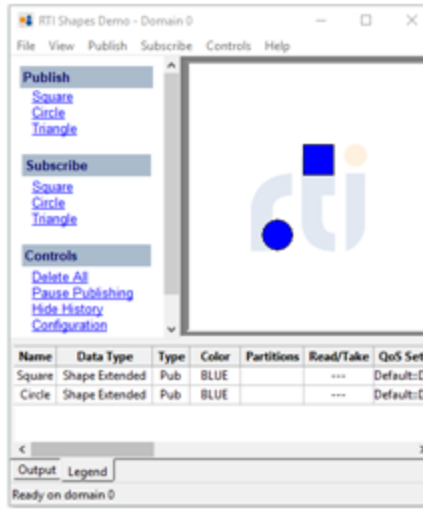 RTI Shapes Demo - Domain 0
File View Publish Subscribe Controls Help
Publish
Square
Circle
Triangle
Subscribe
Square
Circle
Triangle
Controls
Delete All
Pause Publishing
Hide History
Configuration
rti
Name Data Type Type Color Partitions Read/Take QoS Set
Square Shape Extended Pub BLUE --- Default::D
Circle Shape Extended Pub BLUE --- Default::D
Output Legend
Ready on domain 0